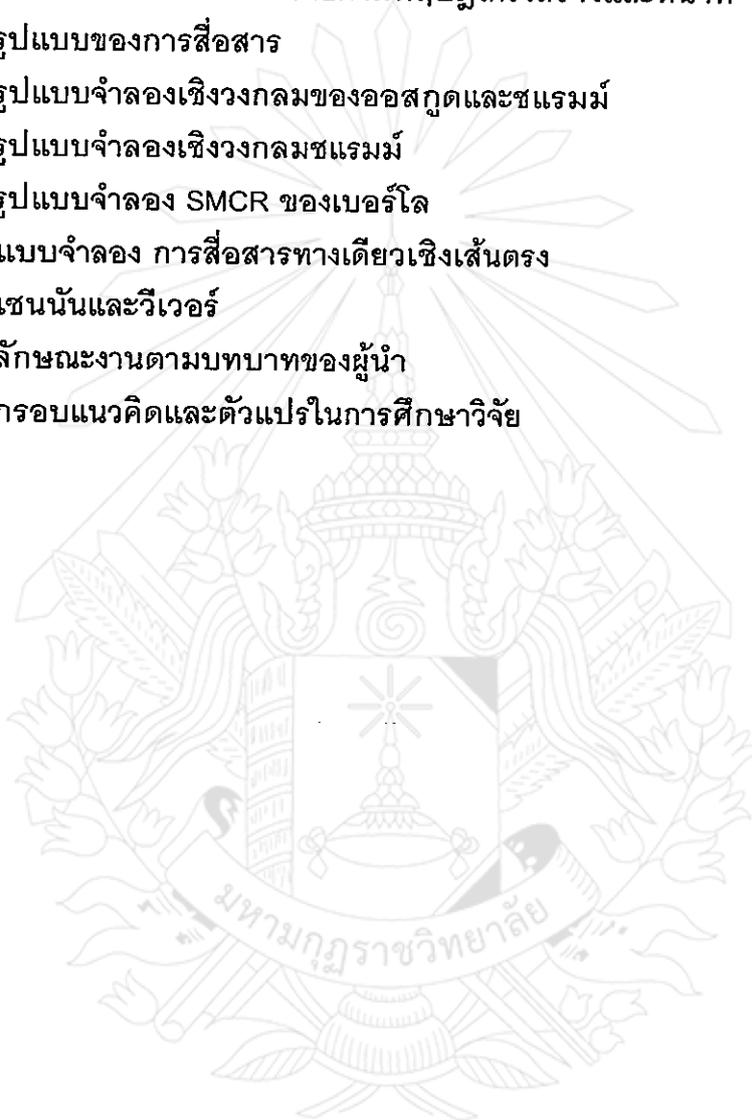 รูปแบบของการสื่อสาร
รูปแบบจำลองเชิงวงกลมของออสกูดและชแรมม์
รูปแบบจำลองเชิงวงกลมชแรมม์
รูปแบบจำลอง SMCR ของเบอร์โล
แบบจำลอง การสื่อสารทางเดียวเชิงเส้นตรง
เชนนันและวีเวอร์
ลักษณะงานตามบทบาทของผู้นำ
กรอบแนวคิดและตัวแปรในการศึกษาวิจัย
มหามกุฏราชวิทยาลัย